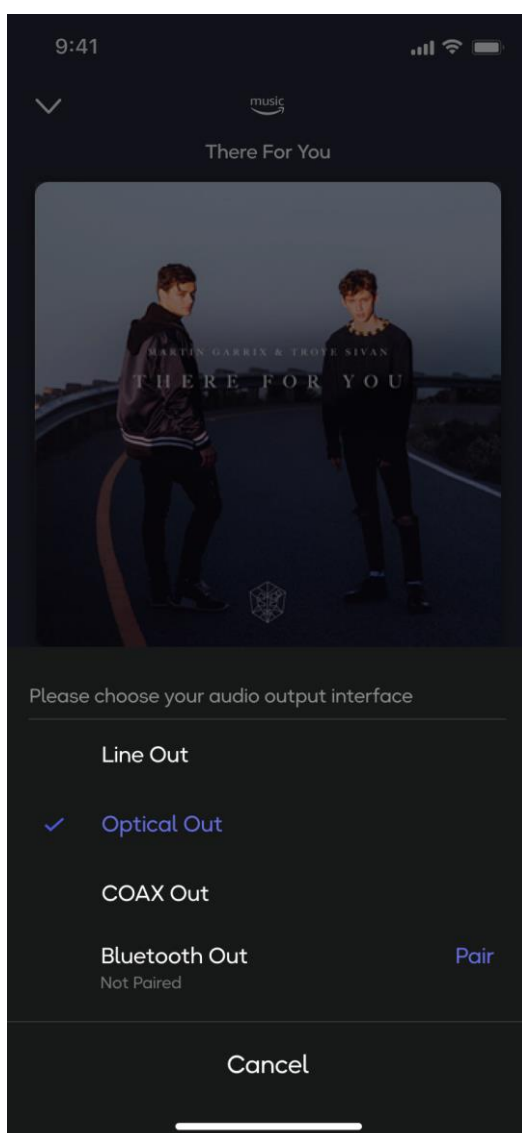 9:41
music
There For You
MARTIN GARRIX & TROYE SIVAN
THERE FOR YOU
Please choose your audio output interface
Line Out
Optical Out
COAX Out
Bluetooth Out
Pair
Not Paired
Cancel